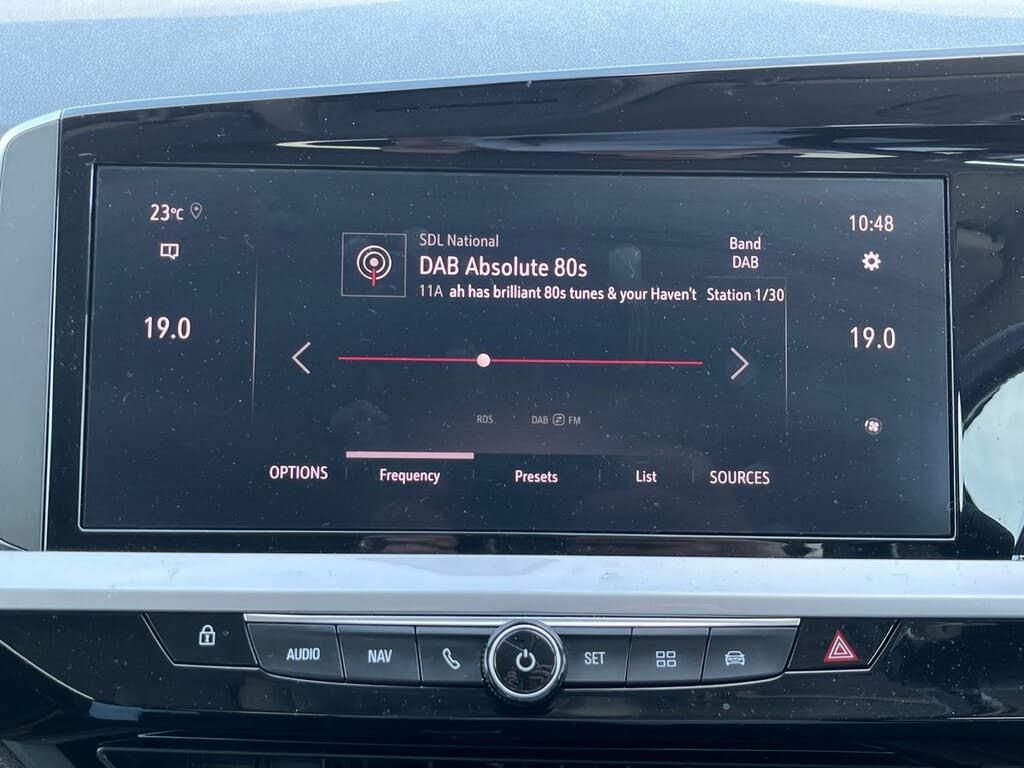 23°C
19.0
SDL National
DAB Absolute 80s
11A ah has brilliant 80s tunes & your Haven't
Band
DAB
Station 1/30
10:48
19.0
RDS
DAB FM
OPTIONS
Frequency
Presets
List
SOURCES
AUDIO
NAV
SET